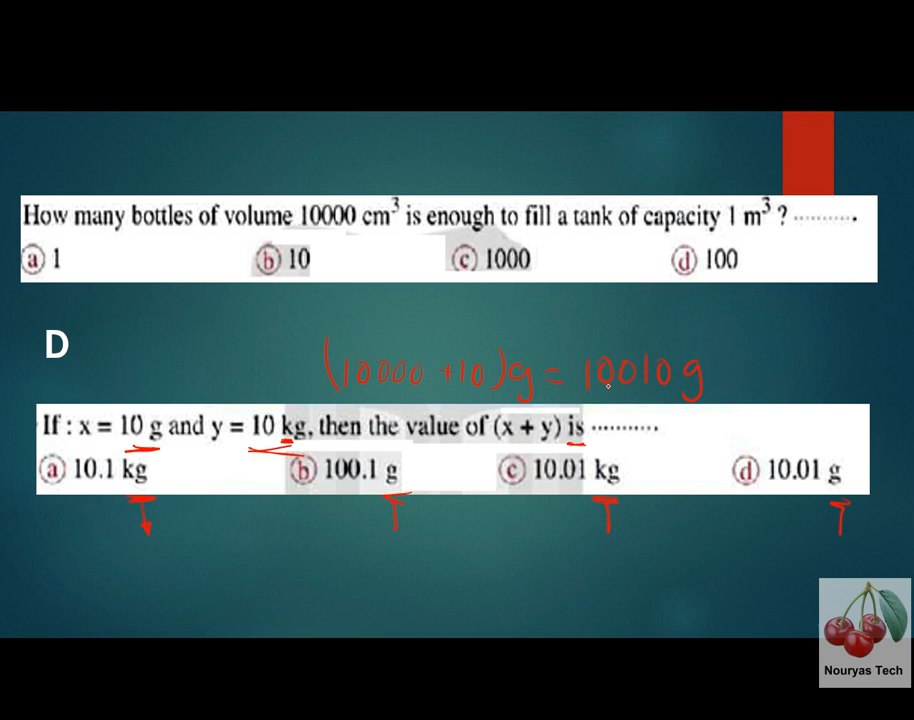 How many bottles of volume 10000 cm³ is enough to fill a tank of capacity 1 m³ ? ..........
ⓐ 1 ⓑ 10 ⓒ 1000 ⓓ 100
D
(10000 +10)g = 10010 g
If : x = 10 g and y = 10 kg, then the value of (x + y) is ...........
ⓐ 10.1 kg ⓑ 100.1 g ⓒ 10.01 kg ⓓ 10.01 g
Nouryas Tech